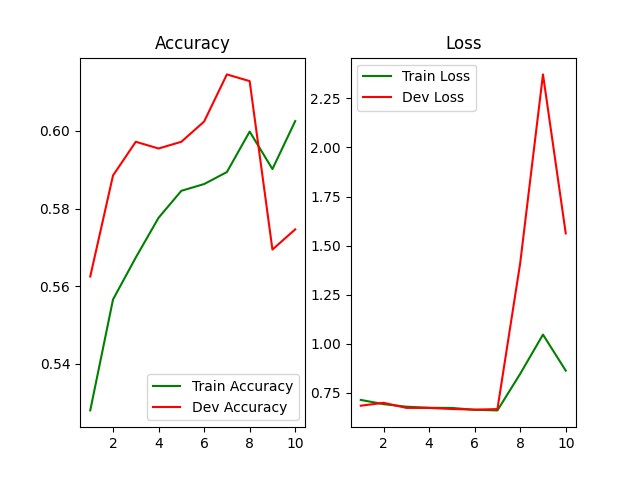 Accuracy
0.60
0.58
0.56
0.54
Train Accuracy
Dev Accuracy
2 4 6 8 10
Loss
Train Loss
Dev Loss
2.25
2.00
1.75
1.50
1.25
1.00
0.75
2 4 6 8 10